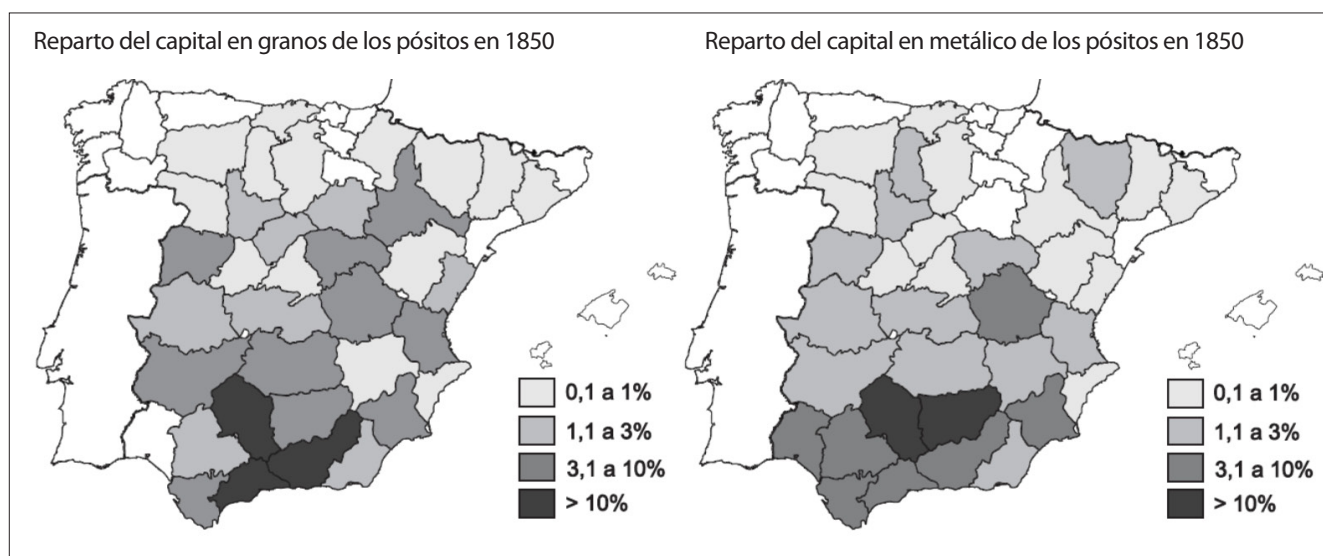 Reparto del capital en granos de los pósitos en 1850
0,1 a 1%
1,1 a 3%
3,1 a 10%
> 10%
Reparto del capital en metálico de los pósitos en 1850
0,1 a 1%
1,1 a 3%
3,1 a 10%
> 10%